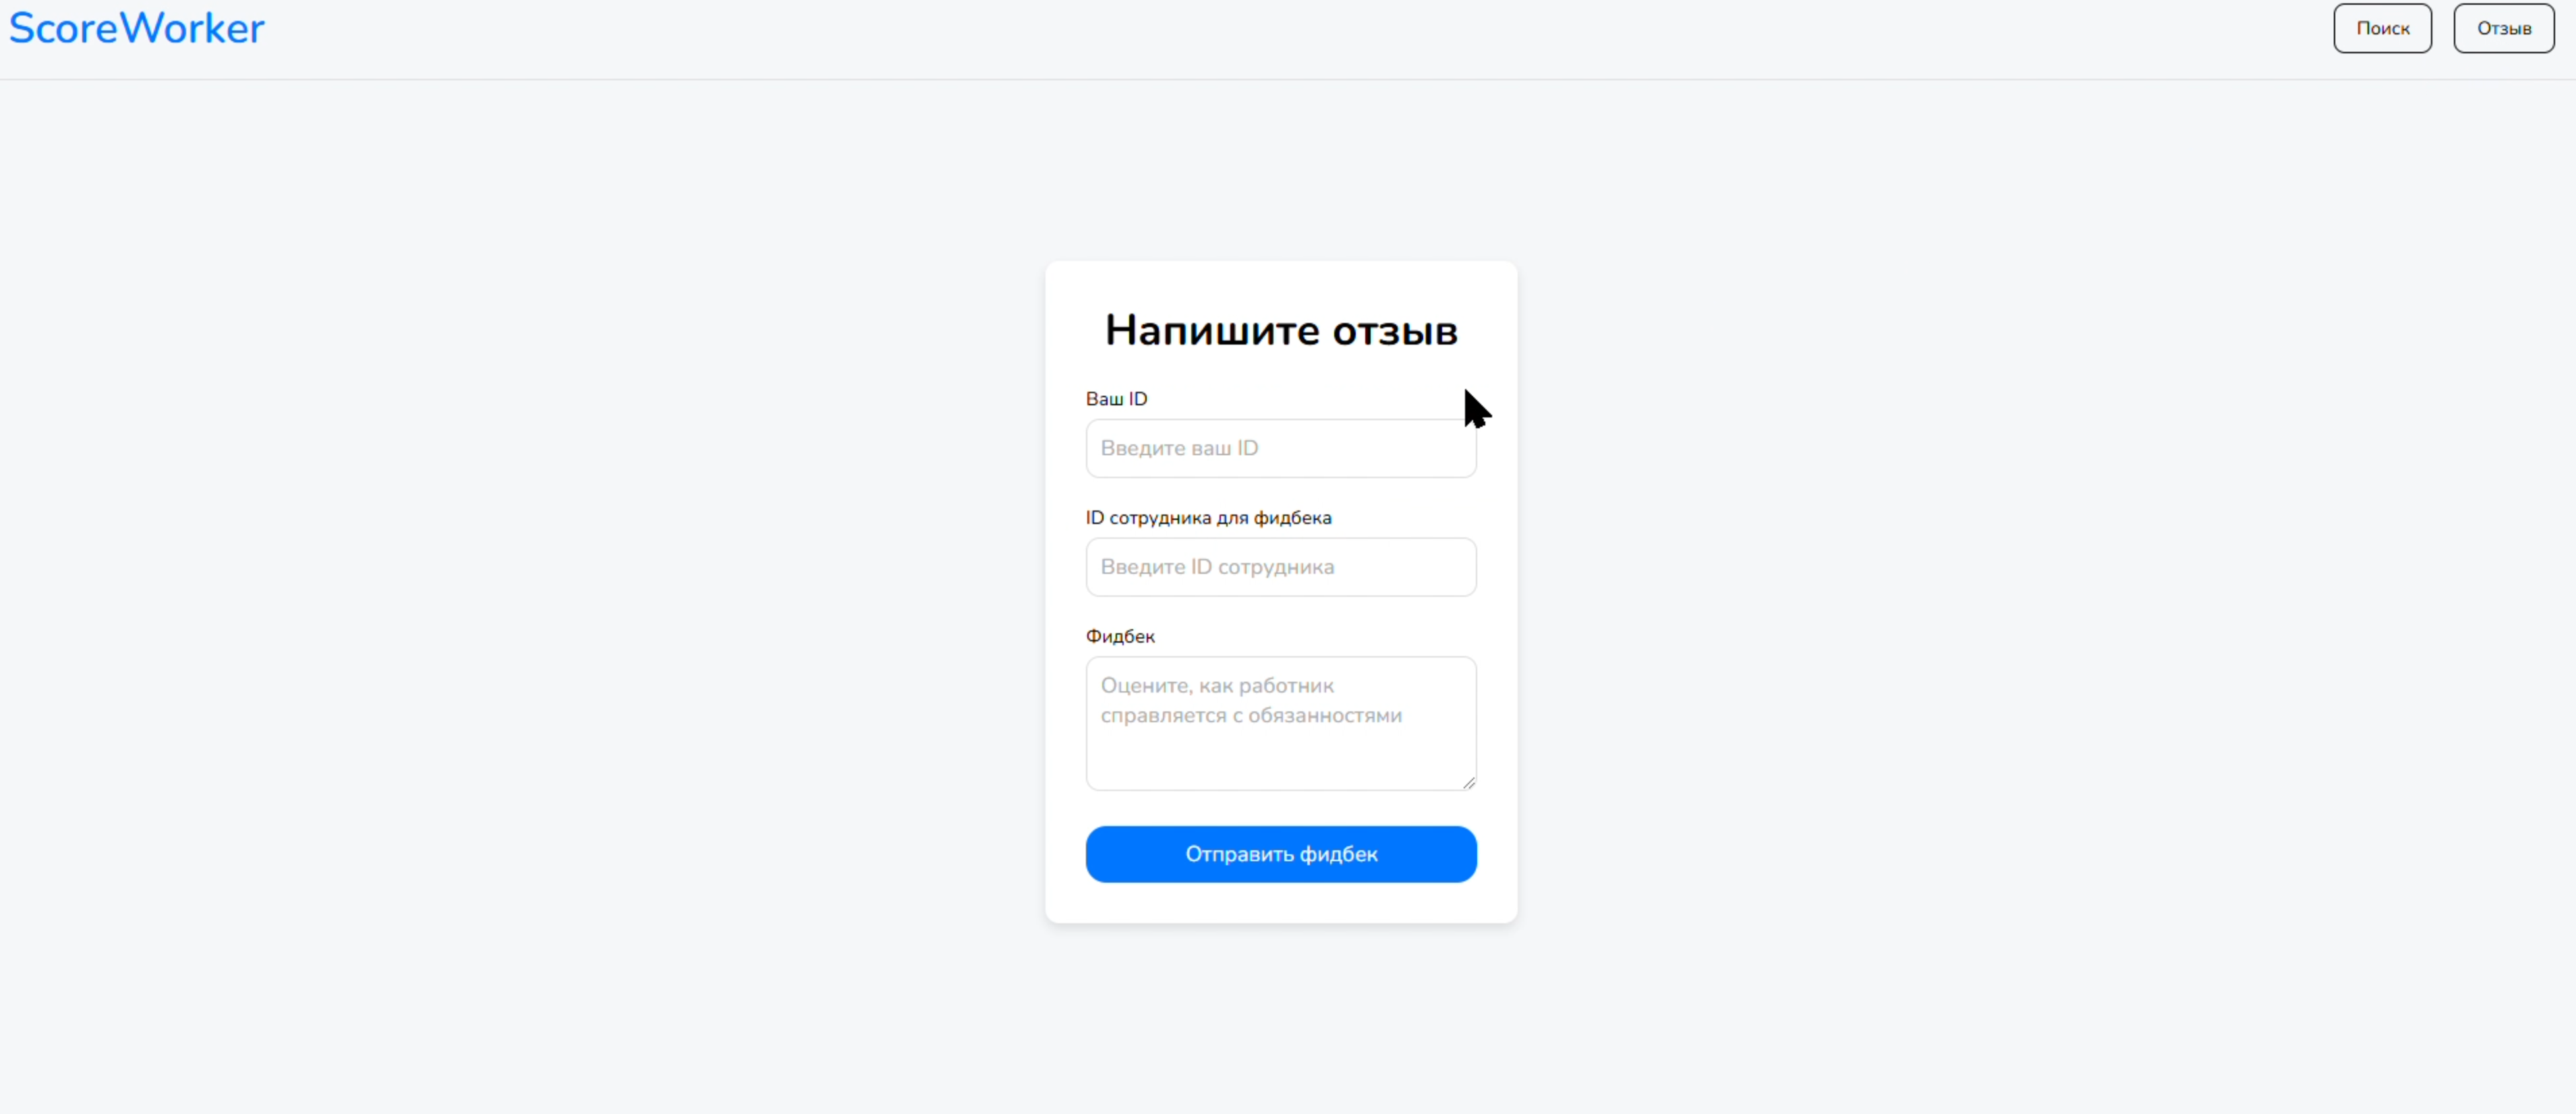 ScoreWorker
Поиск
Отзыв
Напишите отзыв
Ваш ID
Введите ваш ID
ID сотрудника для фидбека
Введите ID сотрудника
Фидбек
Оцените, как работник
справляется с обязанностями
Отправить фидбек